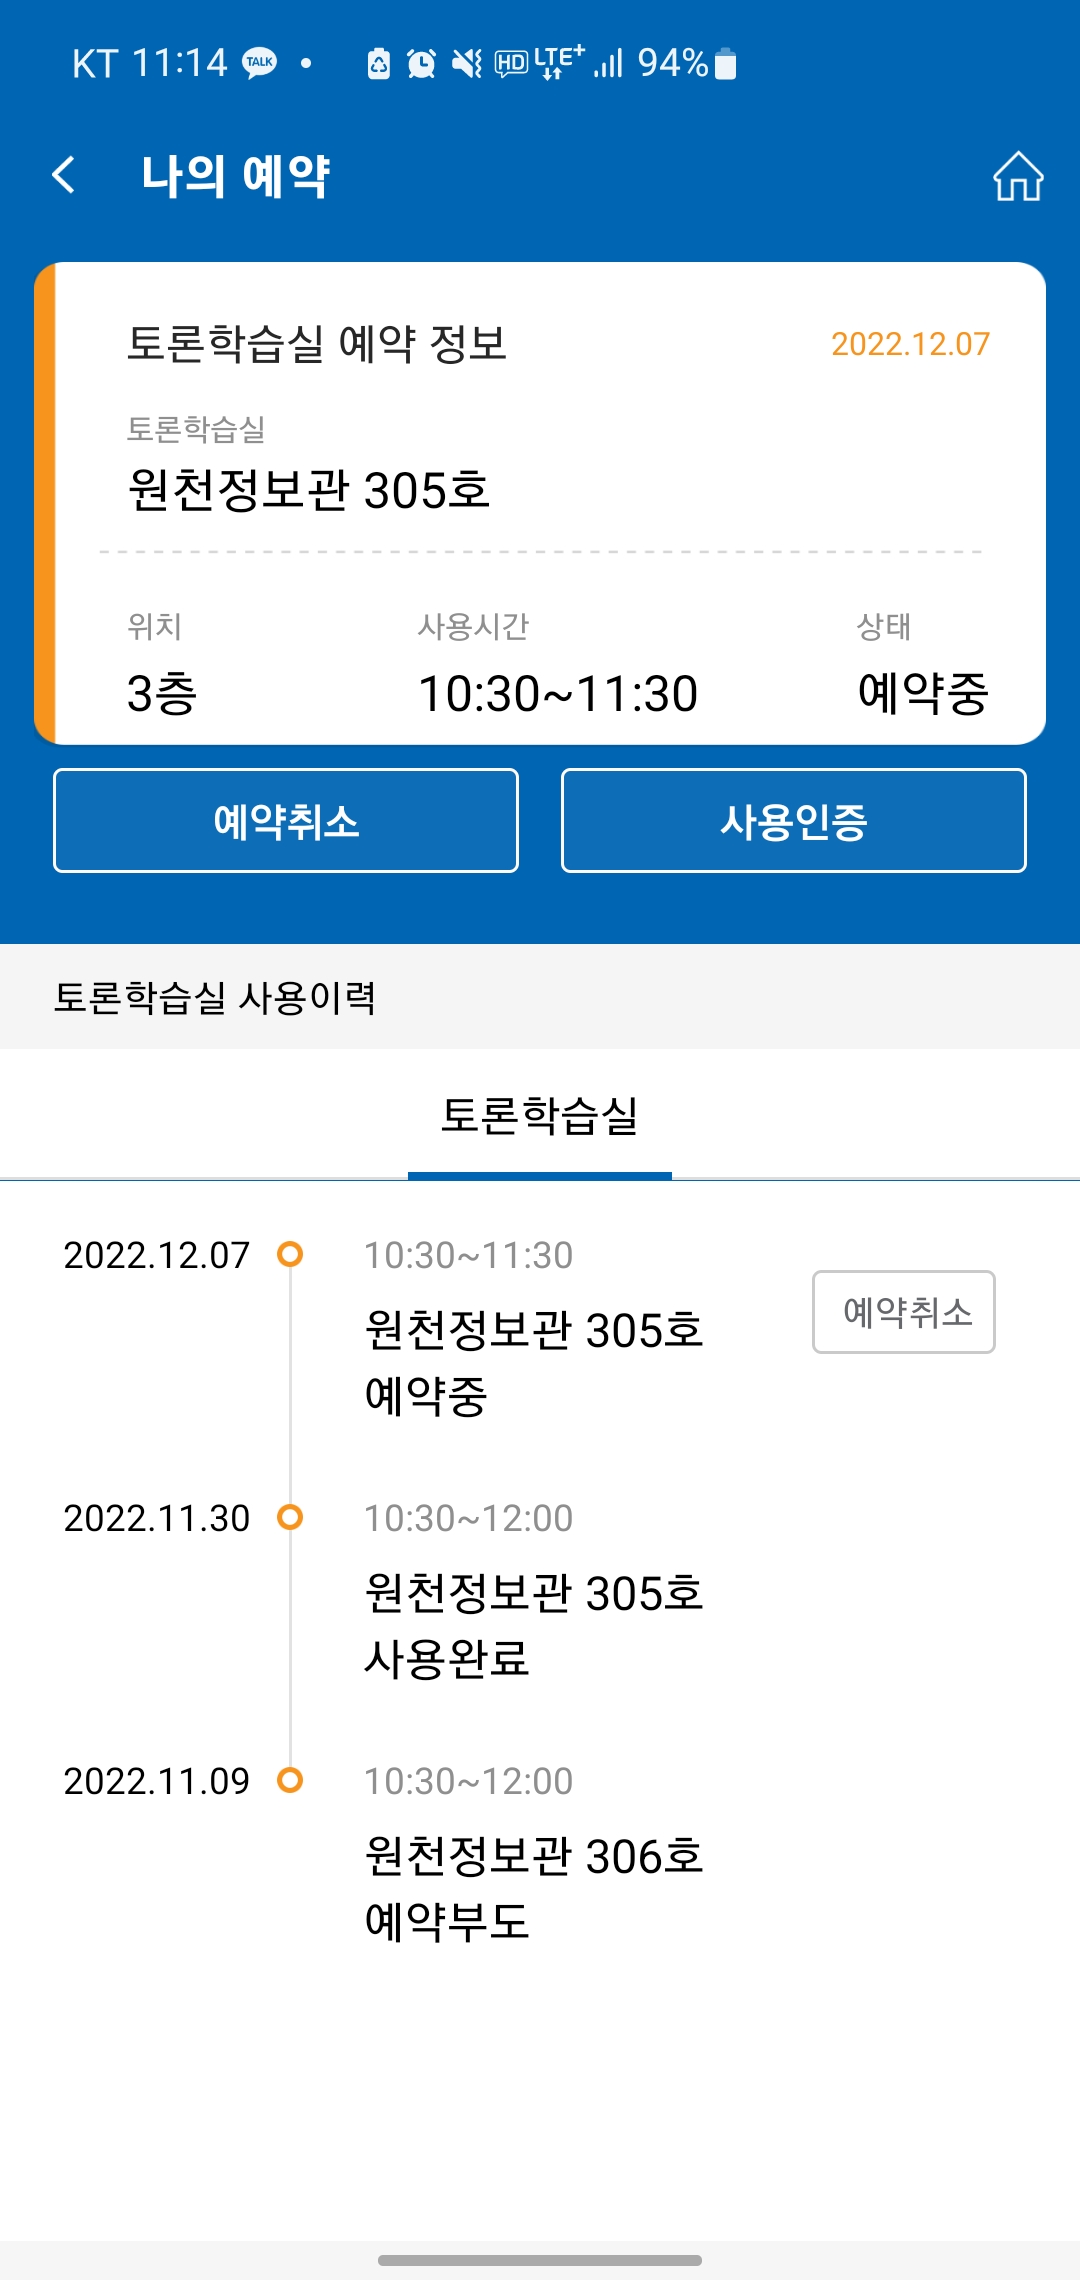 KT 11:14 TALK HD LTE+ 94%
나의 예약
토론학습실 예약 정보 2022.12.07
토론학습실
원천정보관 305호
위치 사용시간 상태
3층 10:30~11:30 예약중
예약취소 사용인증
토론학습실 사용이력
토론학습실
2022.12.07 10:30~11:30
원천정보관 305호 예약취소
예약중
2022.11.30 10:30~12:00
원천정보관 305호
사용완료
2022.11.09 10:30~12:00
원천정보관 306호
예약부도